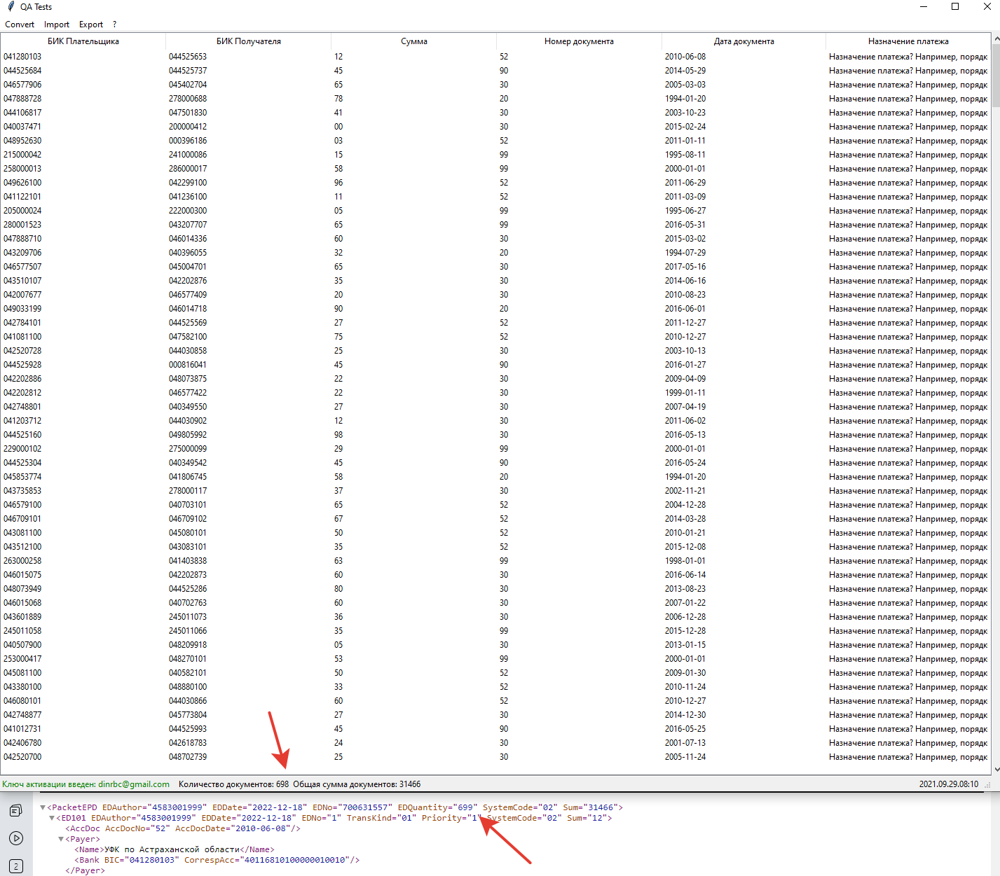 QA Tests
Convert Import Export ?
БИК Плательщика БИК Получателя Сумма Номер документа Дата документа Назначение платежа
041280103 044525653 12 52 2010-06-08 Назначение платежа? Например, порядк
044525684 044525737 45 90 2014-05-29 Назначение платежа? Например, порядк
046577906 045402704 65 30 2005-03-03 Назначение платежа? Например, порядк
047888728 278000688 78 20 1994-01-20 Назначение платежа? Например, порядк
044106817 047501830 41 30 2003-10-23 Назначение платежа? Например, порядк
040037471 200000412 00 30 2015-02-24 Назначение платежа? Например, порядк
048952630 000396186 03 52 2011-01-11 Назначение платежа? Например, порядк
215000042 241000086 15 99 1995-08-11 Назначение платежа? Например, порядк
258000013 286000017 58 99 2000-01-01 Назначение платежа? Например, порядк
049626100 042299100 96 52 2011-06-29 Назначение платежа? Например, порядк
041122101 041236100 11 52 2011-03-09 Назначение платежа? Например, порядк
205000024 222000300 05 99 1995-06-27 Назначение платежа? Например, порядк
280001523 043207707 65 99 2016-05-31 Назначение платежа? Например, порядк
047888710 046014336 60 30 2015-03-02 Назначение платежа? Например, порядк
043209706 040396055 32 20 1994-07-29 Назначение платежа? Например, порядк
046577507 045004701 65 30 2017-05-16 Назначение платежа? Например, порядк
043510107 042202876 35 30 2014-06-16 Назначение платежа? Например, порядк
042007677 046577409 20 30 2010-08-23 Назначение платежа? Например, порядк
049033199 046014718 90 20 2016-06-01 Назначение платежа? Например, порядк
042784101 044525569 27 52 2011-12-27 Назначение платежа? Например, порядк
041081100 047582100 75 52 2010-12-27 Назначение платежа? Например, порядк
042520728 044030858 25 30 2003-10-13 Назначение платежа? Например, порядк
044525928 000816041 45 90 2016-01-27 Назначение платежа? Например, порядк
042202886 048073875 22 30 2009-04-09 Назначение платежа? Например, порядк
042202812 046577422 22 30 1999-01-11 Назначение платежа? Например, порядк
042748801 040349550 27 30 2007-04-19 Назначение платежа? Например, порядк
041203712 044030902 12 30 2011-06-02 Назначение платежа? Например, порядк
044525160 049805992 98 30 2016-05-13 Назначение платежа? Например, порядк
229000102 275000099 29 99 2000-01-01 Назначение платежа? Например, порядк
044525304 040349542 45 90 2016-05-24 Назначение платежа? Например, порядк
045853774 041806745 58 20 1994-01-20 Назначение платежа? Например, порядк
043735853 278000117 37 30 2002-11-21 Назначение платежа? Например, порядк
046579100 040703101 65 52 2004-12-28 Назначение платежа? Например, порядк
046709101 046709102 67 52 2014-03-28 Назначение платежа? Например, порядк
043081100 045080101 50 52 2010-01-21 Назначение платежа? Например, порядк
043512100 043083101 35 52 2015-12-08 Назначение платежа? Например, порядк
263000258 041403838 63 99 1998-01-01 Назначение платежа? Например, порядк
046015075 042202873 60 30 2016-06-14 Назначение платежа? Например, порядк
048073949 044525286 80 30 2013-08-23 Назначение платежа? Например, порядк
046015068 040702763 60 30 2007-01-22 Назначение платежа? Например, порядк
043601889 245011073 36 30 2006-12-28 Назначение платежа? Например, порядк
245011058 245011066 35 99 2015-12-28 Назначение платежа? Например, порядк
040507900 048209918 05 30 2013-01-15 Назначение платежа? Например, порядк
253000417 048270101 53 99 2000-01-01 Назначение платежа? Например, порядк
045081100 040582101 50 52 2009-01-30 Назначение платежа? Например, порядк
043380100 048880100 33 52 2010-11-24 Назначение платежа? Например, порядк
046080101 044030866 60 52 2010-12-27 Назначение платежа? Например, порядк
042748877 045773804 27 30 2014-12-30 Назначение платежа? Например, порядк
041012731 044525993 45 90 2016-05-25 Назначение платежа? Например, порядк
042406780 042618783 24 30 2001-07-13 Назначение платежа? Например, порядк
042520700 048702739 25 30 2005-11-24 Назначение платежа? Например, порядк
Ключ активации введен: dinrbc@gmail.com Количество документов: 698 Общая сумма документов: 31466 2021.09.29.08:10
<PacketEPD EDAuthor="4583001999" EDDate="2022-12-18" EDNo="700631557" EDQuantity="699" SystemCode="02" Sum="31466">
<ED101 EDAuthor="4583001999" EDDate="2022-12-18" EDNo="1" TransKind="01" Priority="1" SystemCode="02" Sum="12">
<AccDoc AccDocNo="52" AccDocDate="2010-06-08"/>
<Payer>
<Name>УФК по Астраханской области</Name>
<Bank BIC="041280103" CorrespAcc="40116810100000010010"/>
2 </Payer>